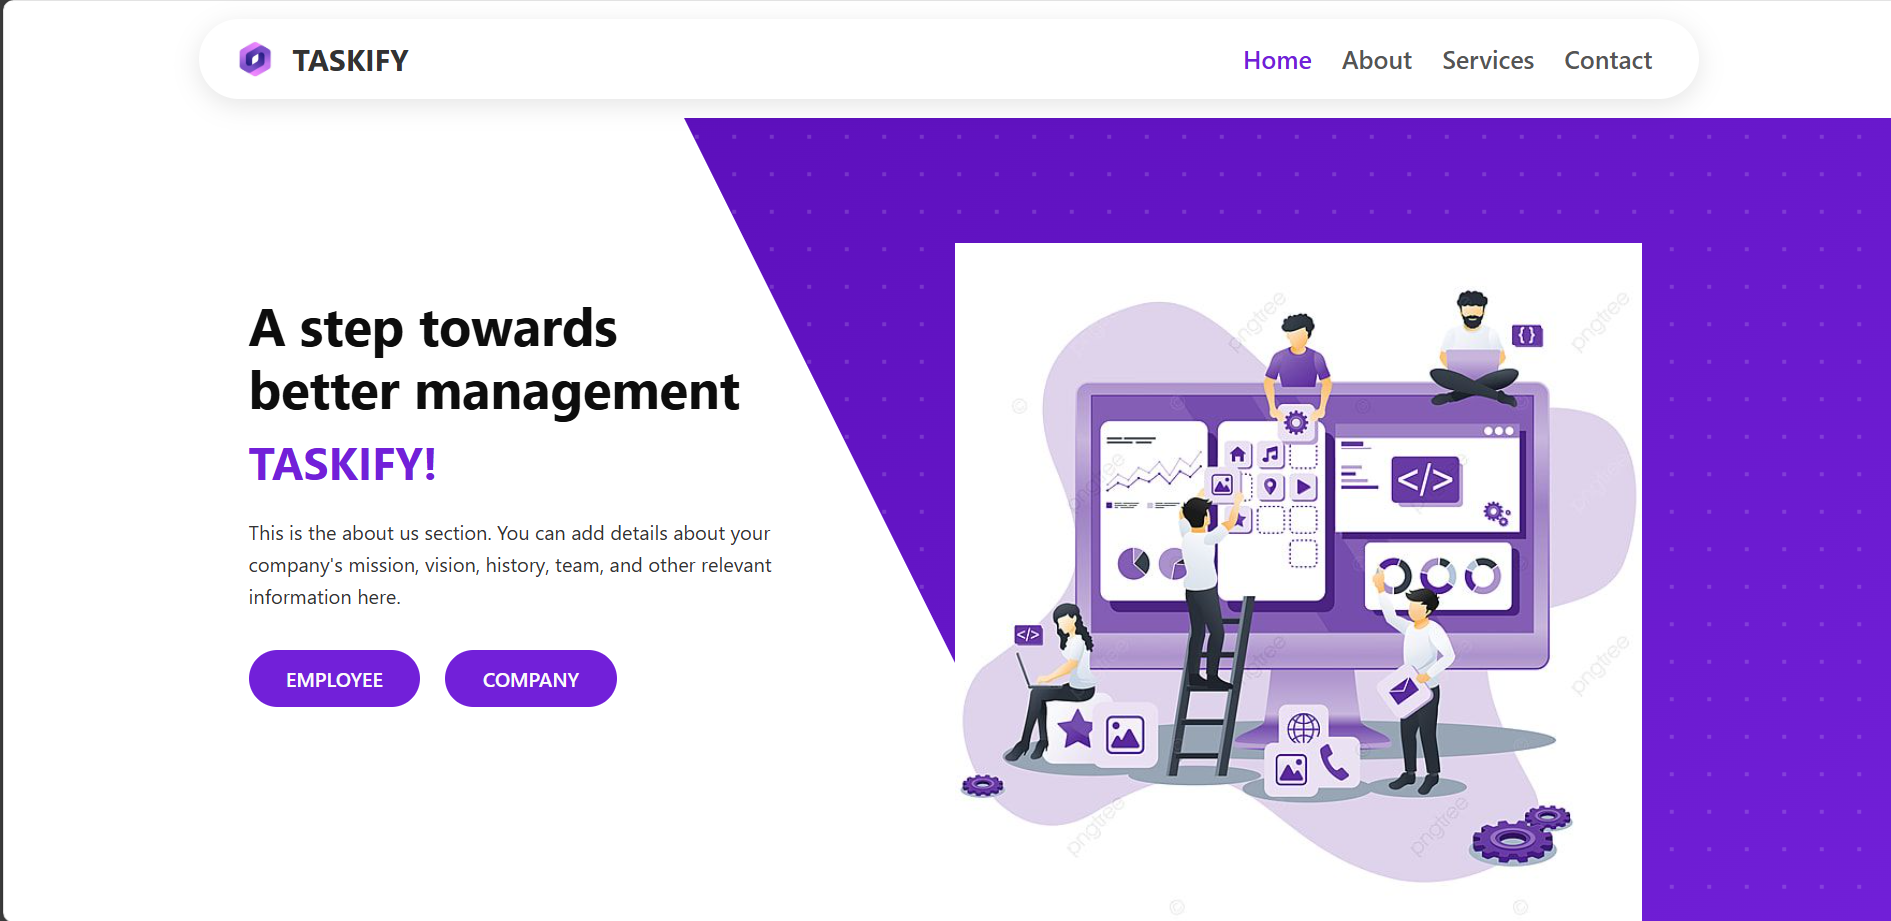 TASKIFY
Home About Services Contact
A step towards
better management
TASKIFY!
This is the about us section. You can add details about your
company's mission, vision, history, team, and other relevant
information here.
EMPLOYEE COMPANY
{}
</>
</>
pngtree
pngtree
pngtree
pngtree
pngtree
pngtree
pngtree
pngtree